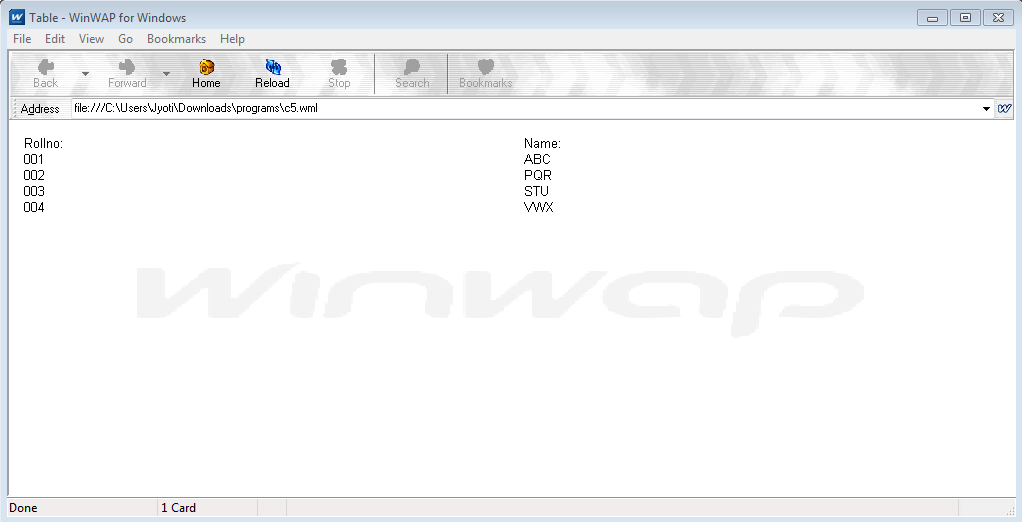 Table - WinWAP for Windows
File Edit View Go Bookmarks Help
Back Forward Home Reload Stop Search Bookmarks
Address file:///C:\Users\Jyoti\Downloads\programs\c5.wml
Rollno: Name:
001 ABC
002 PQR
003 STU
004 VWX
winwap
Done 1 Card